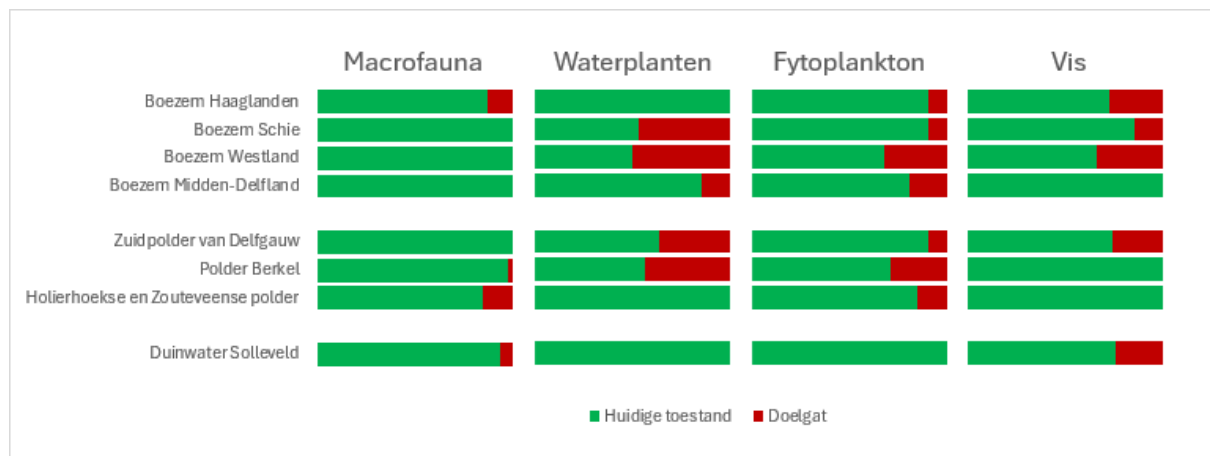 Macrofauna Waterplanten Fytoplankton Vis
Boezem Haaglanden
Boezem Schie
Boezem Westland
Boezem Midden-Delfland
Zuidpolder van Delfgauw
Polder Berkel
Holierhoekse en Zouteveense polder
Duinwater Solleveld
Huidige toestand Doelgat